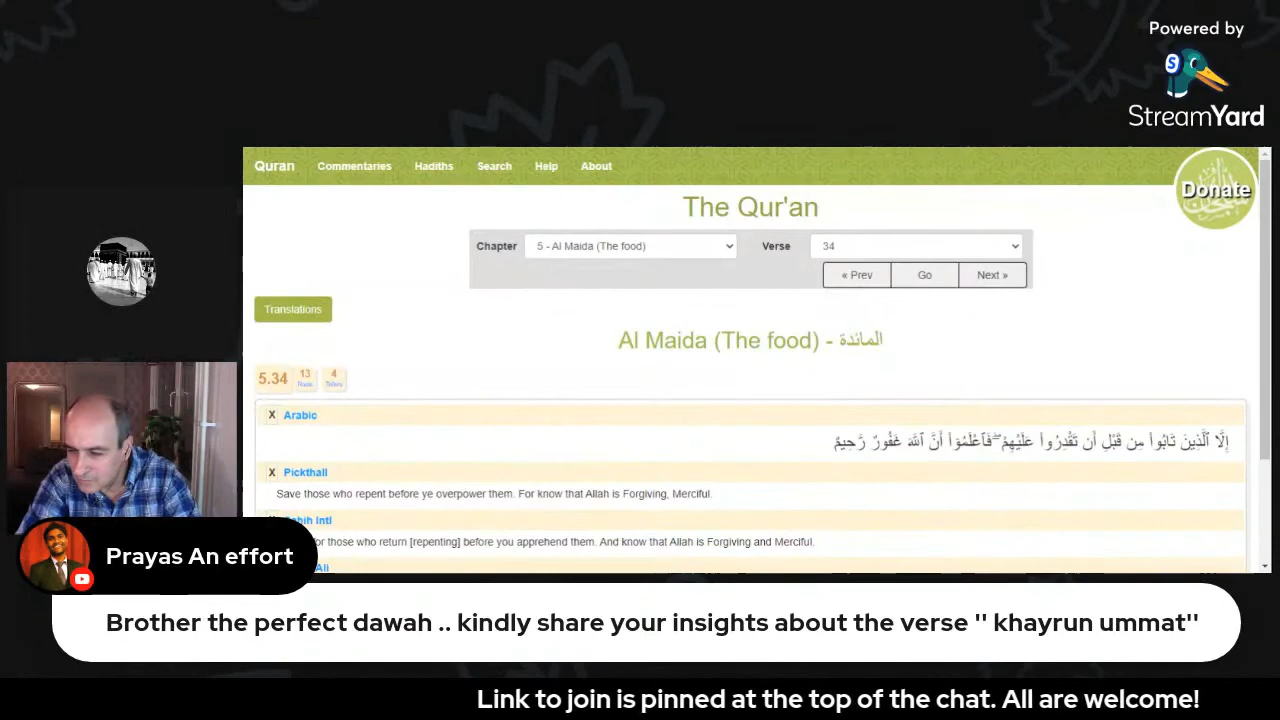 Powered by
StreamYard
Quran Commentaries Hadiths Search Help About
Donate
The Qur'an
Chapter 5 - Al Maida (The food) Verse 34
« Prev Go Next »
Translations
Al Maida (The food) - المائدة
5.34 13 4
X Arabic
إِلَّا ٱلَّذِينَ تَابُوا۟ مِن قَبْلِ أَن تَقْدِرُوا۟ عَلَيْهِمْ ۖ فَٱعْلَمُوٓا۟ أَنَّ ٱللَّهَ غَفُورٌ رَّحِيمٌ
X Pickthall
Save those who repent before ye overpower them. For know that Allah is Forgiving, Merciful.
Intl
for those who return [repenting] before you apprehend them. And know that Allah is Forgiving and Merciful.
Ali
Prayas An effort
Brother the perfect dawah .. kindly share your insights about the verse '' khayrun ummat''
Link to join is pinned at the top of the chat. All are welcome!